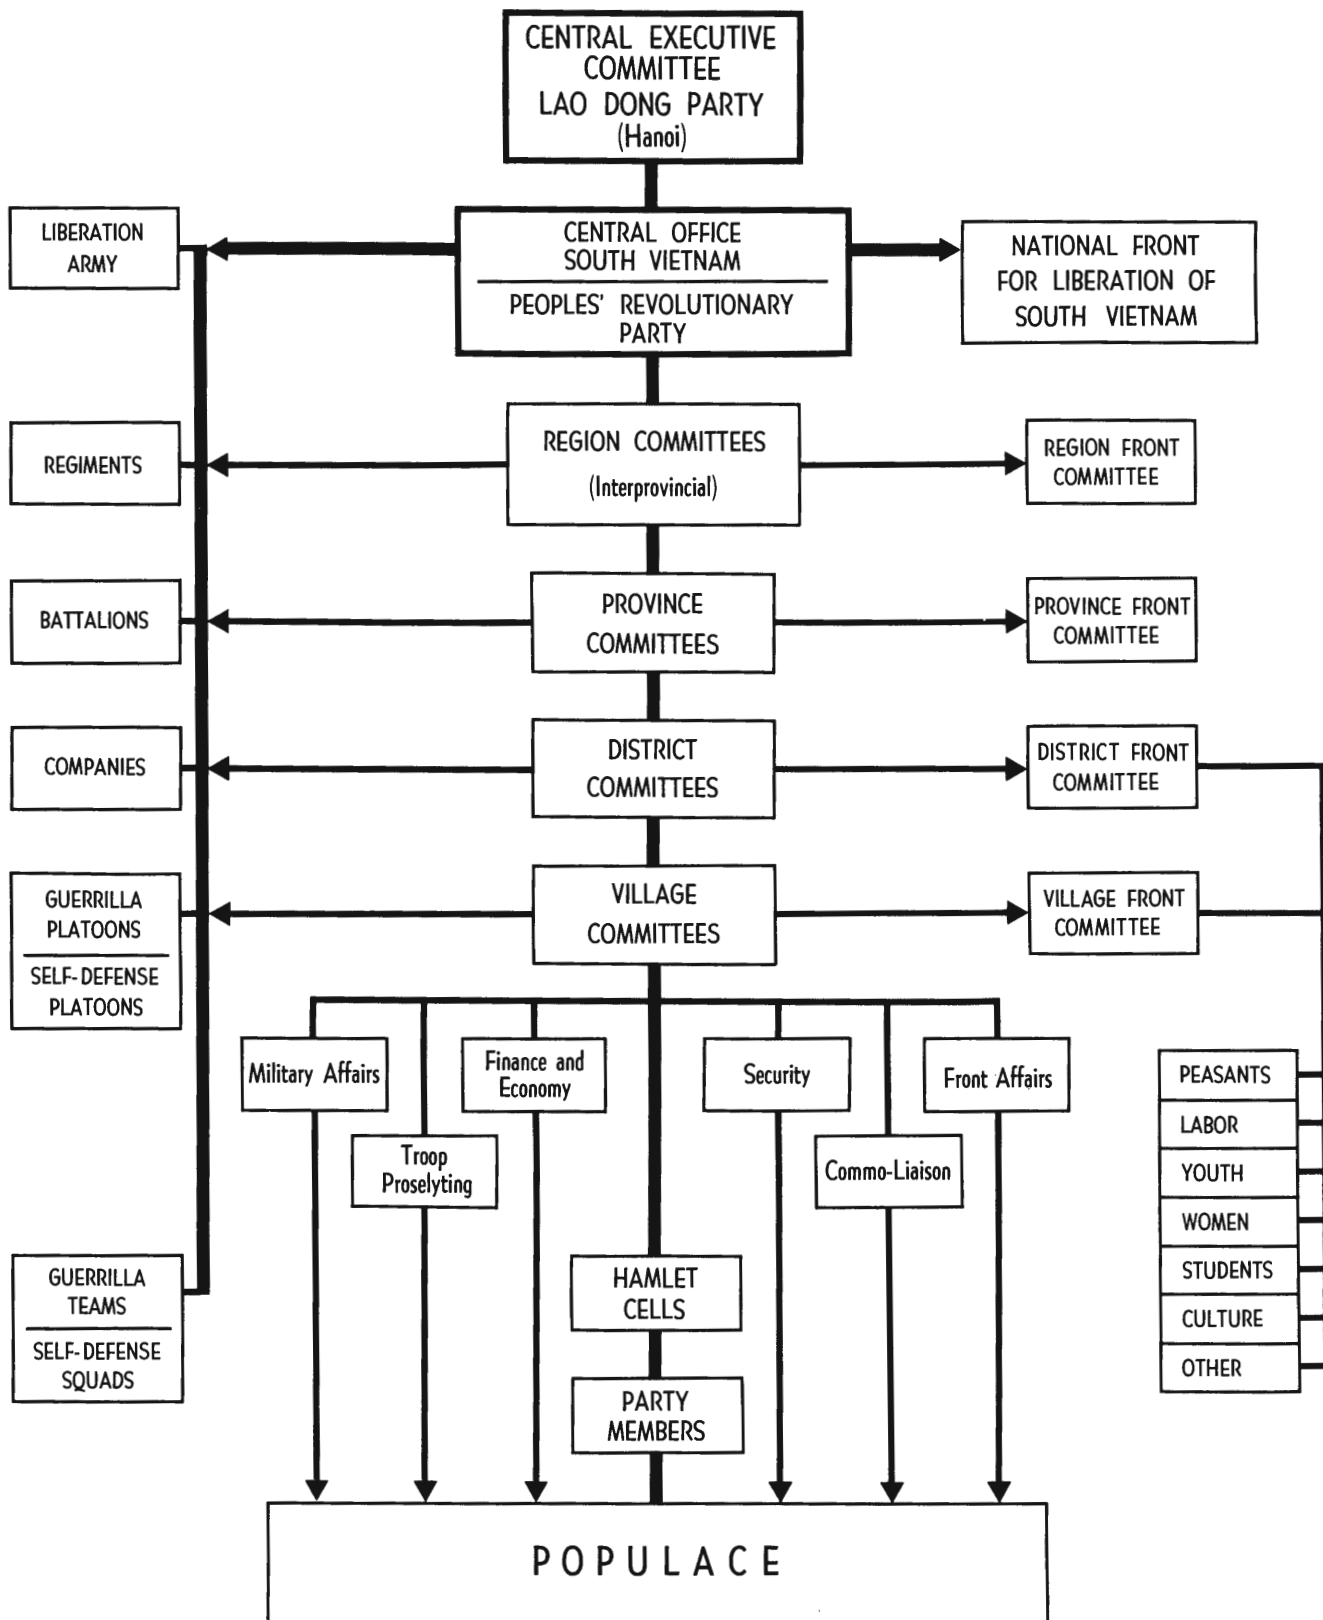 CENTRAL EXECUTIVE
COMMITTEE
LAO DONG PARTY
(Hanoi)
LIBERATION
ARMY
CENTRAL OFFICE
SOUTH VIETNAM
PEOPLES' REVOLUTIONARY
PARTY
NATIONAL FRONT
FOR LIBERATION OF
SOUTH VIETNAM
REGIMENTS
REGION COMMITTEES
(Interprovincial)
REGION FRONT
COMMITTEE
BATTALIONS
PROVINCE
COMMITTEES
PROVINCE FRONT
COMMITTEE
COMPANIES
DISTRICT
COMMITTEES
DISTRICT FRONT
COMMITTEE
GUERRILLA
PLATOONS
SELF-DEFENSE
PLATOONS
VILLAGE
COMMITTEES
VILLAGE FRONT
COMMITTEE
Military Affairs
Finance and
Economy
Security
Front Affairs
Troop
Proselyting
Commo-Liaison
PEASANTS
LABOR
YOUTH
WOMEN
STUDENTS
CULTURE
OTHER
GUERRILLA
TEAMS
SELF-DEFENSE
SQUADS
HAMLET
CELLS
PARTY
MEMBERS
POPULACE